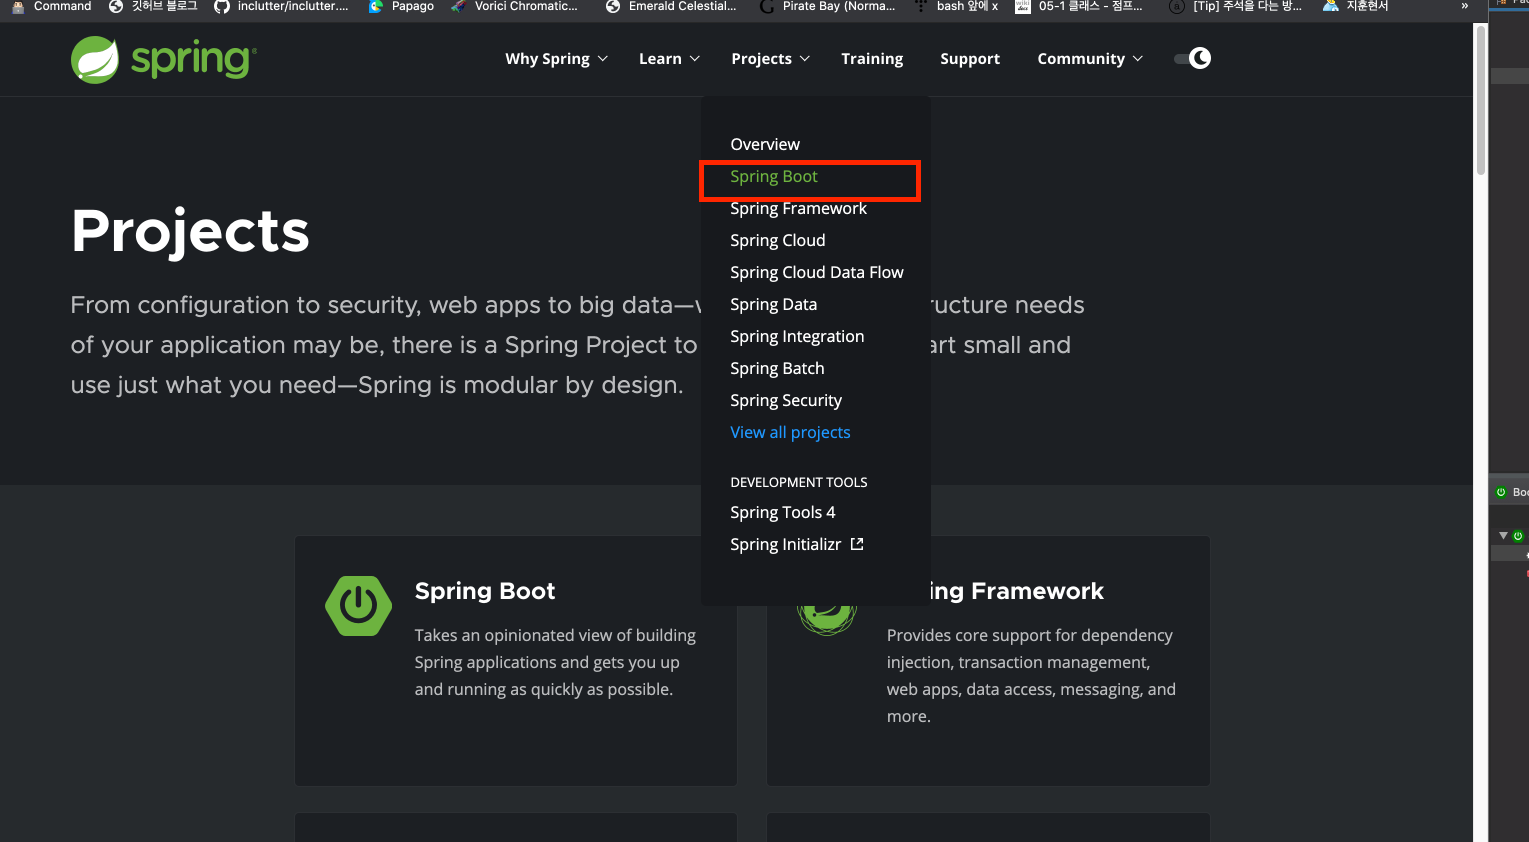 Command 깃허브 블로그 inclutter/inclutter.... Papago Vorici Chromatic... Emerald Celestial... Pirate Bay (Norma... bash 앞에 x 05-1 클래스 - 점프... [Tip] 주석을 다는 방... 지훈현서 »
spring Why Spring Learn Projects Training Support Community
Overview
Spring Boot
Spring Framework
Spring Cloud
Spring Cloud Data Flow
Spring Data
Spring Integration
Spring Batch
Spring Security
View all projects
DEVELOPMENT TOOLS
Spring Tools 4
Spring Initializr
Projects
From configuration to security, web apps to big data—w ructure needs
of your application may be, there is a Spring Project to art small and
use just what you need—Spring is modular by design.
Spring Boot
Takes an opinionated view of building
Spring applications and gets you up
and running as quickly as possible.
ing Framework
Provides core support for dependency
injection, transaction management,
web apps, data access, messaging, and
more.
Boo